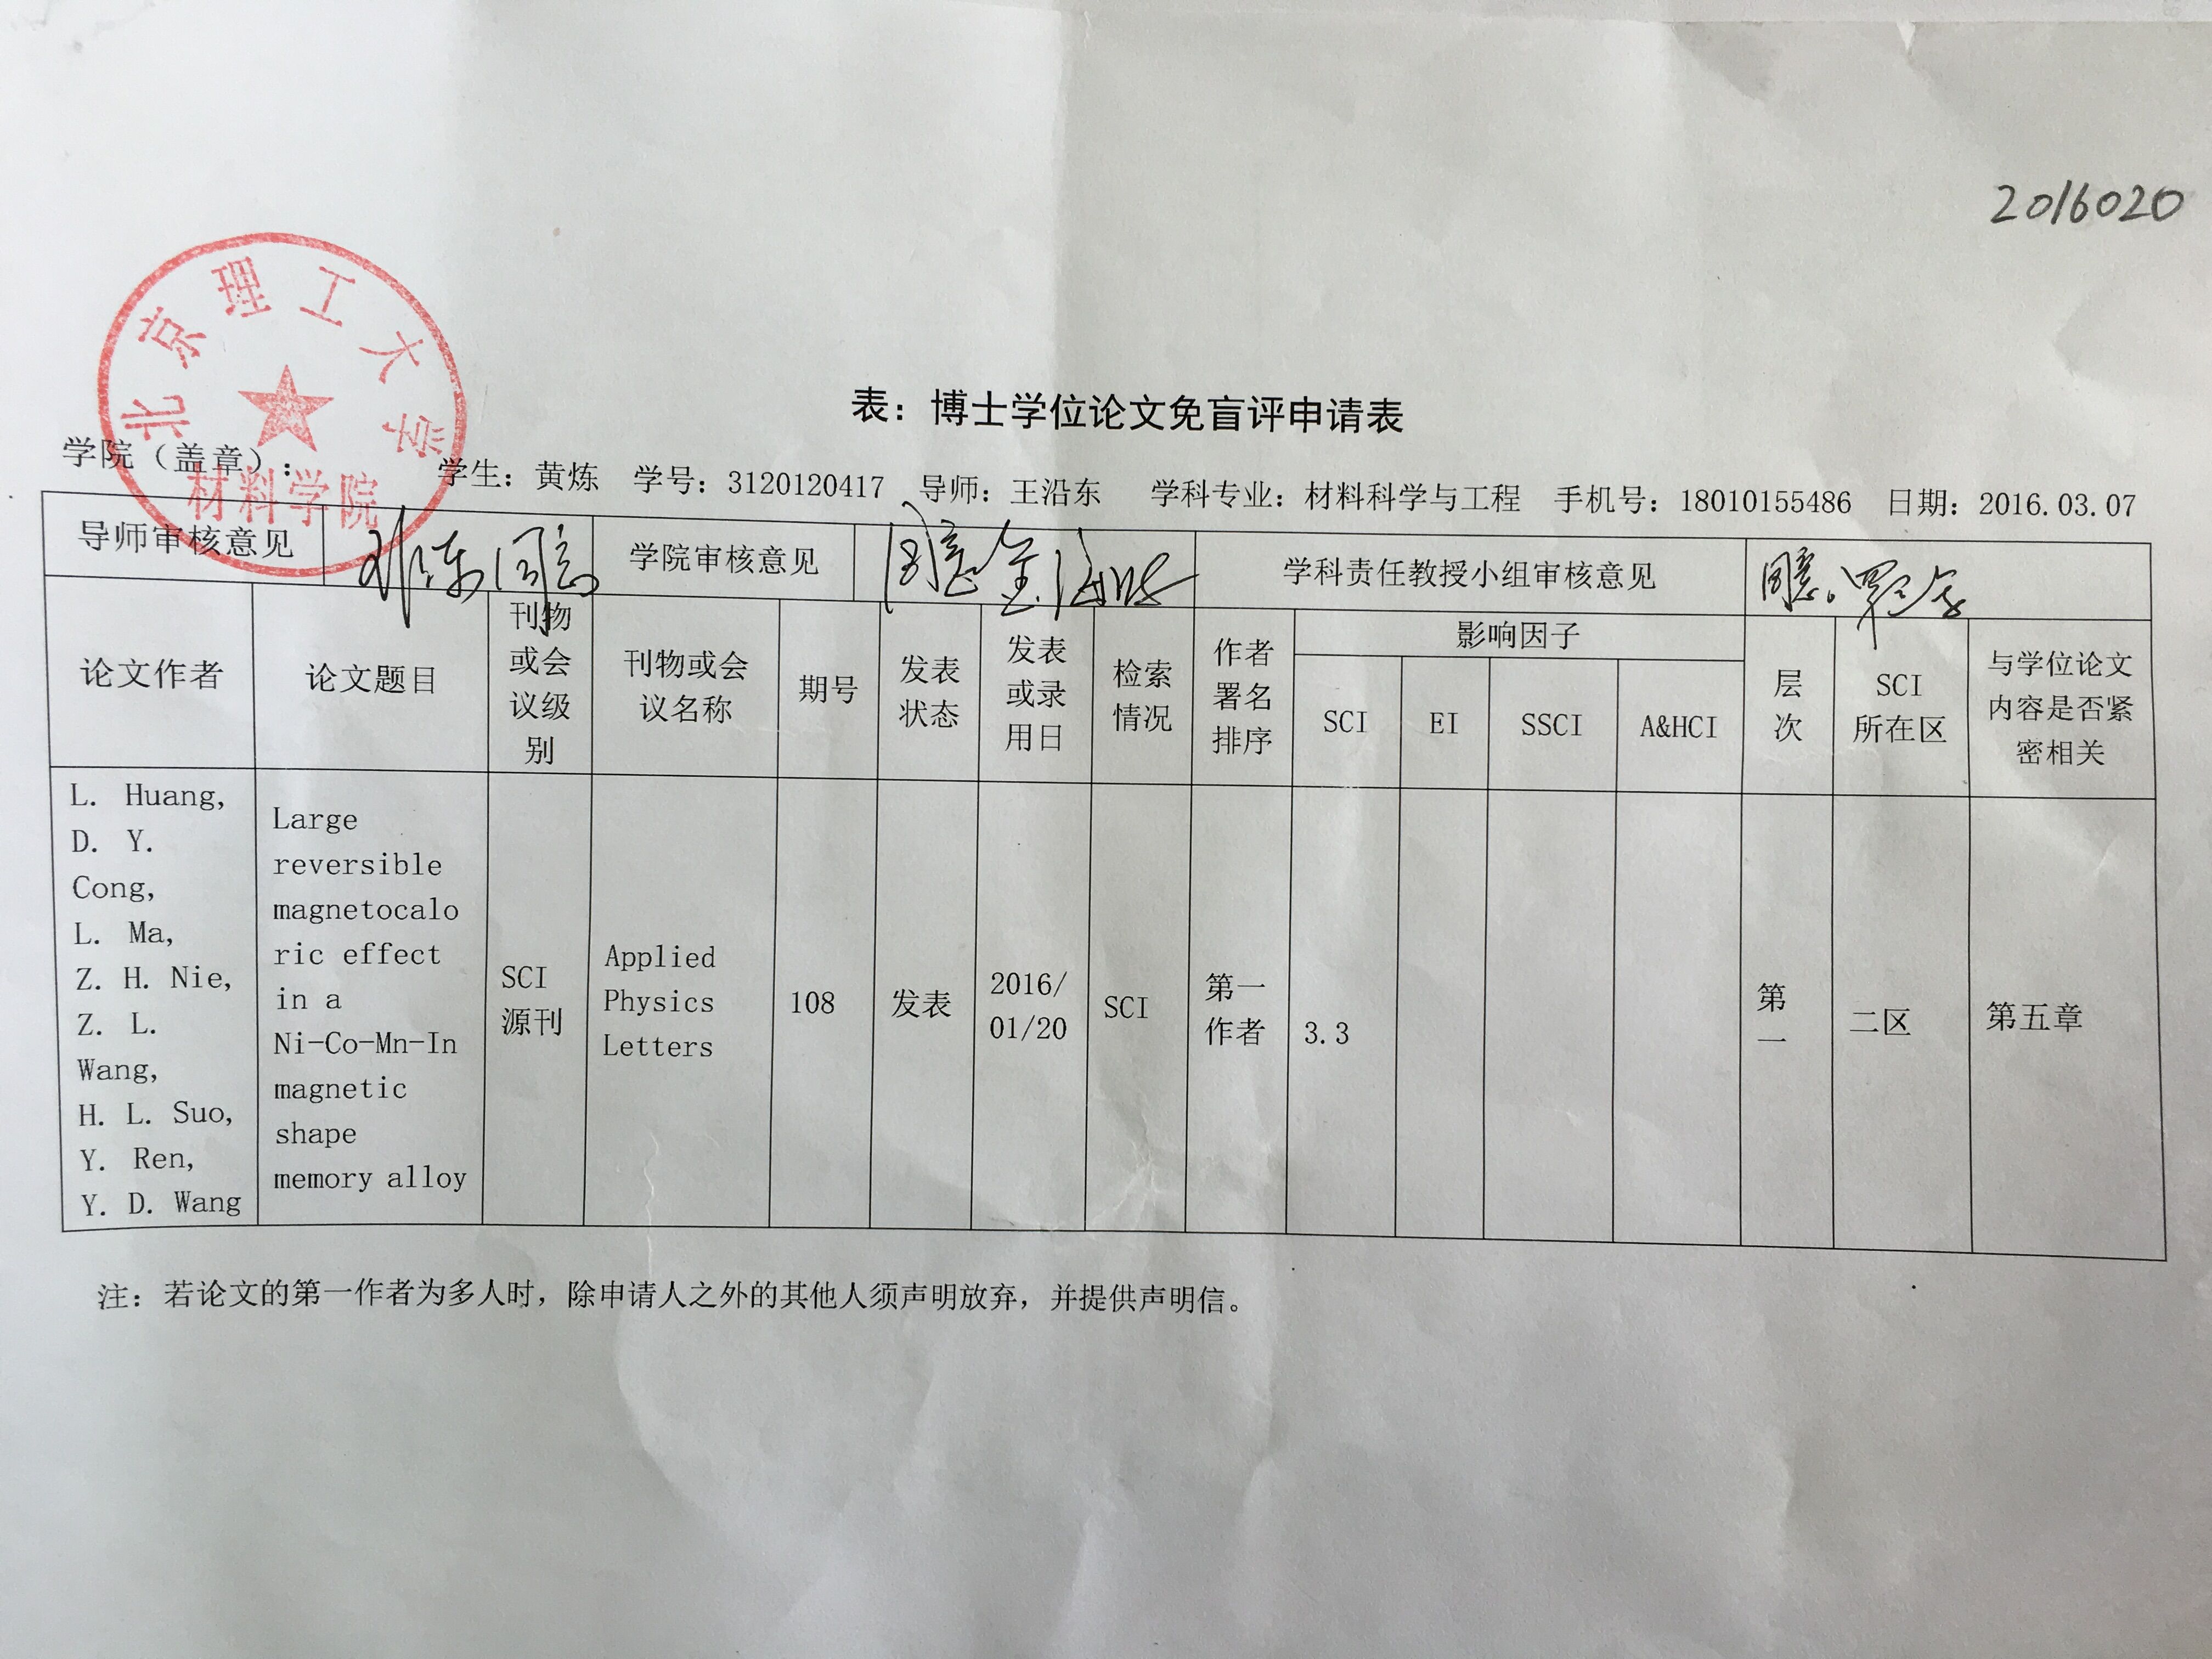 2016020
北京理工大学
材料学院
表：博士学位论文免盲评申请表
学院（盖章）： 学生：黄炼 学号：3120120417 导师：王沿东 学科专业：材料科学与工程 手机号：18010155486 日期：2016.03.07
导师审核意见 同意 学院审核意见 同意 学科责任教授小组审核意见 同意。
论文作者
论文题目
刊物
或会
议级
别
刊物或会
议名称
期号
发表
状态
发表
或录
用日
检索
情况
作者
署名
排序
影响因子
SCI EI SSCI A&HCI
层
次
SCI
所在区
与学位论文
内容是否紧
密相关
L. Huang,
D. Y.
Cong,
L. Ma,
Z. H. Nie,
Z. L.
Wang,
H. L. Suo,
Y. Ren,
Y. D. Wang
Large
reversible
magnetocalo
ric effect
in a
Ni-Co-Mn-In
magnetic
shape
memory alloy
SCI
源刊
Applied
Physics
Letters
108
发表
2016/
01/20
SCI
第一
作者
3.3
第
一
二区
第五章
注：若论文的第一作者为多人时，除申请人之外的其他人须声明放弃，并提供声明信。